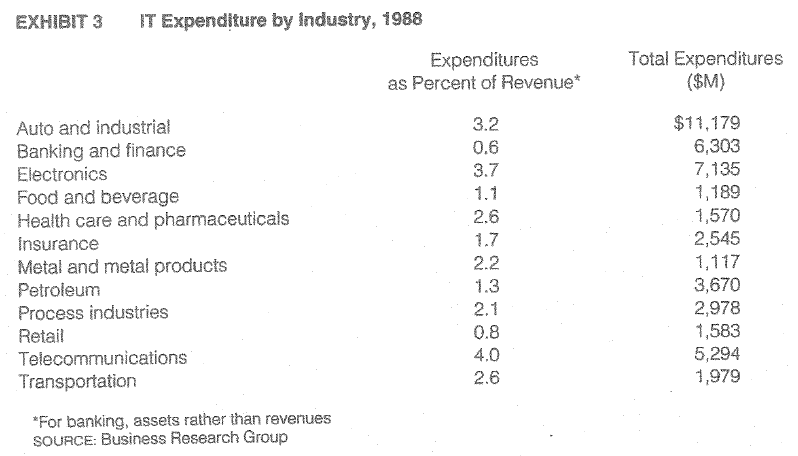 EXHIBIT 3 IT Expenditure by Industry, 1988
Expenditures Total Expenditures
as Percent of Revenue* ($M)
Auto and industrial 3.2 $11,179
Banking and finance 0.6 6,303
Electronics 3.7 7,135
Food and beverage 1.1 1,189
Health care and pharmaceuticals 2.6 1,570
Insurance 1.7 2,545
Metal and metal products 2.2 1,117
Petroleum 1.3 3,670
Process industries 2.1 2,978
Retail 0.8 1,583
Telecommunications 4.0 5,294
Transportation 2.6 1,979
*For banking, assets rather than revenues
SOURCE: Business Research Group